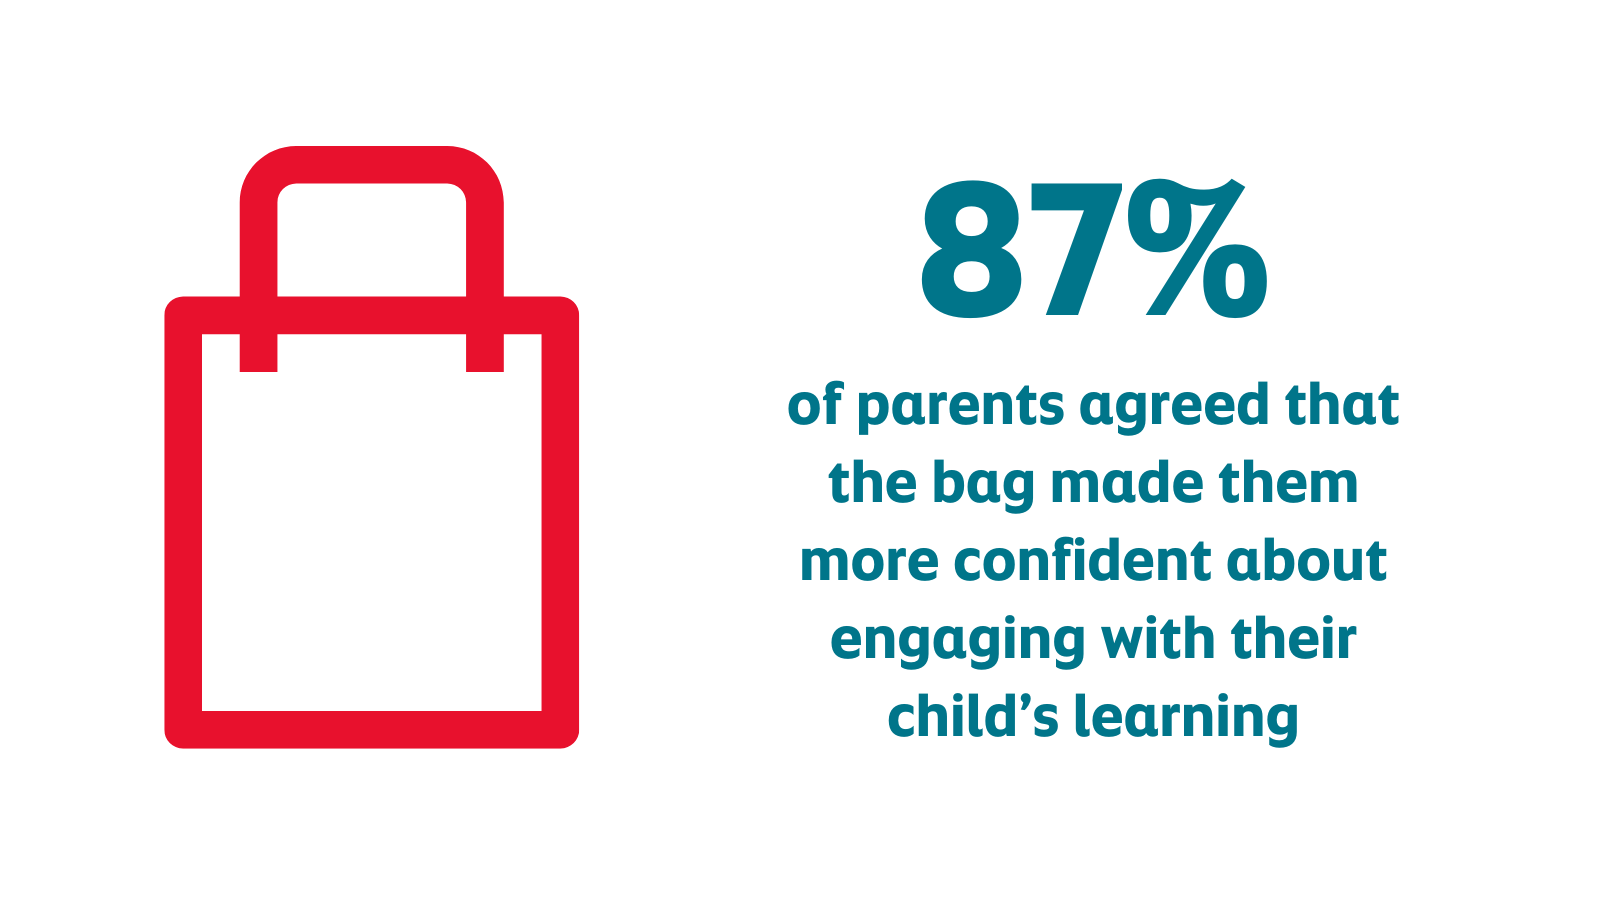 87%
of parents agreed that
the bag made them
more confident about
engaging with their
child’s learning